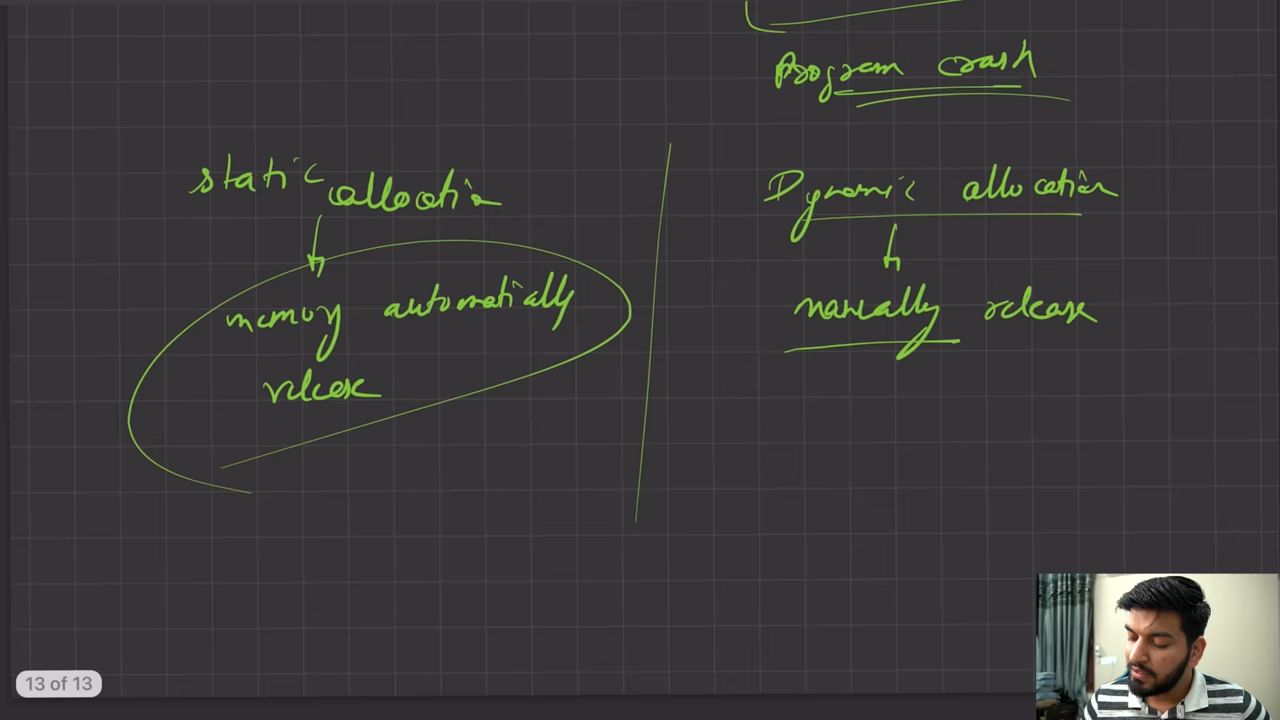 Program crash
static allocation
memory automatically
release
Dynamic allocation
manually release
13 of 13